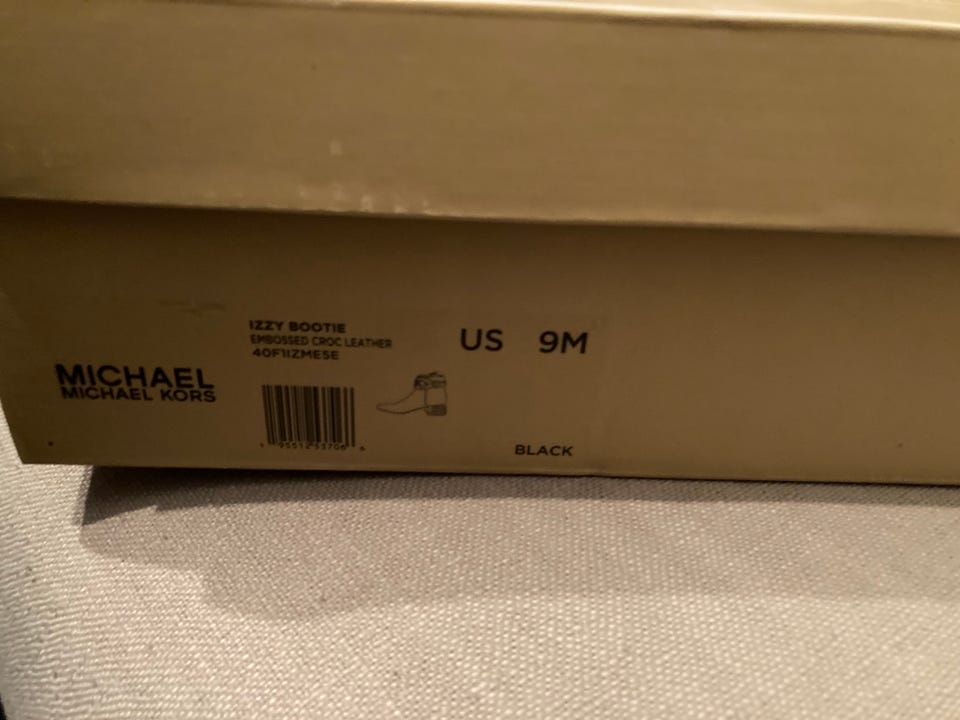 MICHAEL
MICHAEL KORS
IZZY BOOTIE
EMBOSSED CROC LEATHER
40F1IZME5E
US 9M
BLACK